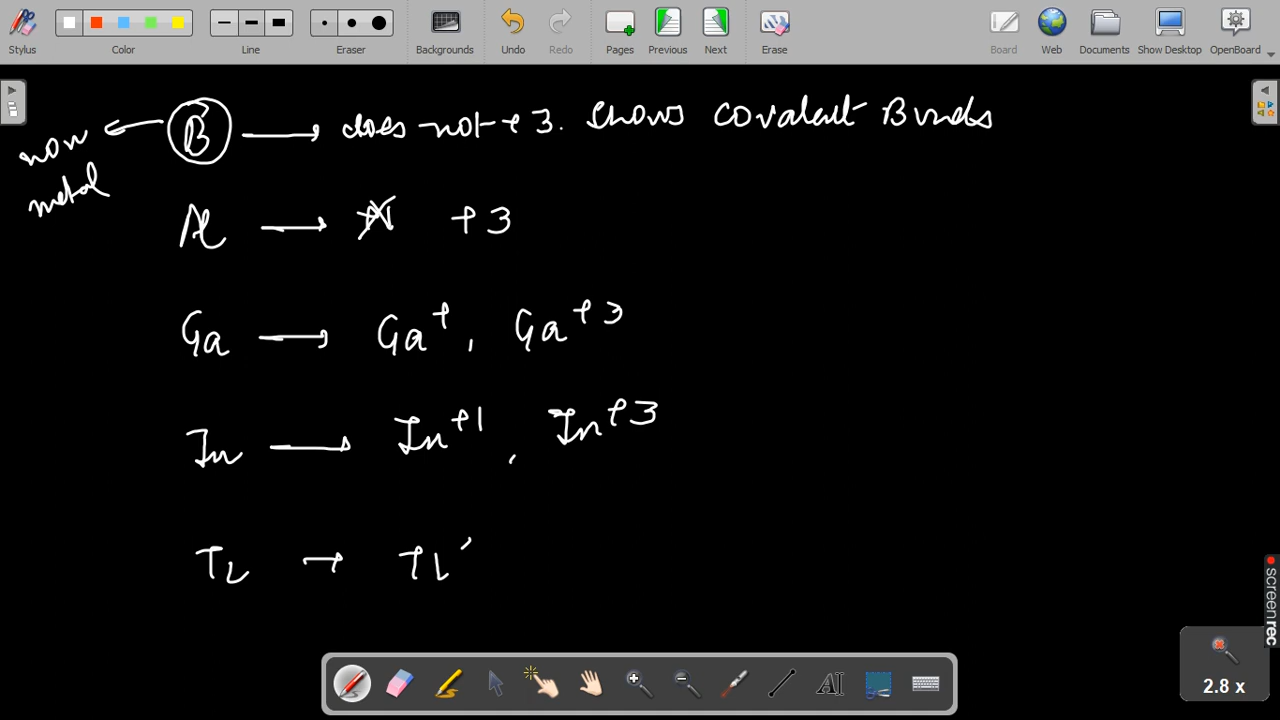 Stylus Color Line Eraser Backgrounds Undo Redo Pages Previous Next Erase Board Web Documents Show Desktop OpenBoard
B → does not +3. shows covalent Bonds
non metal
Al → +3
Ga → Ga+, Ga+3
In → In+1, In+3
TL → TL
AI
screenrec
2.8 x